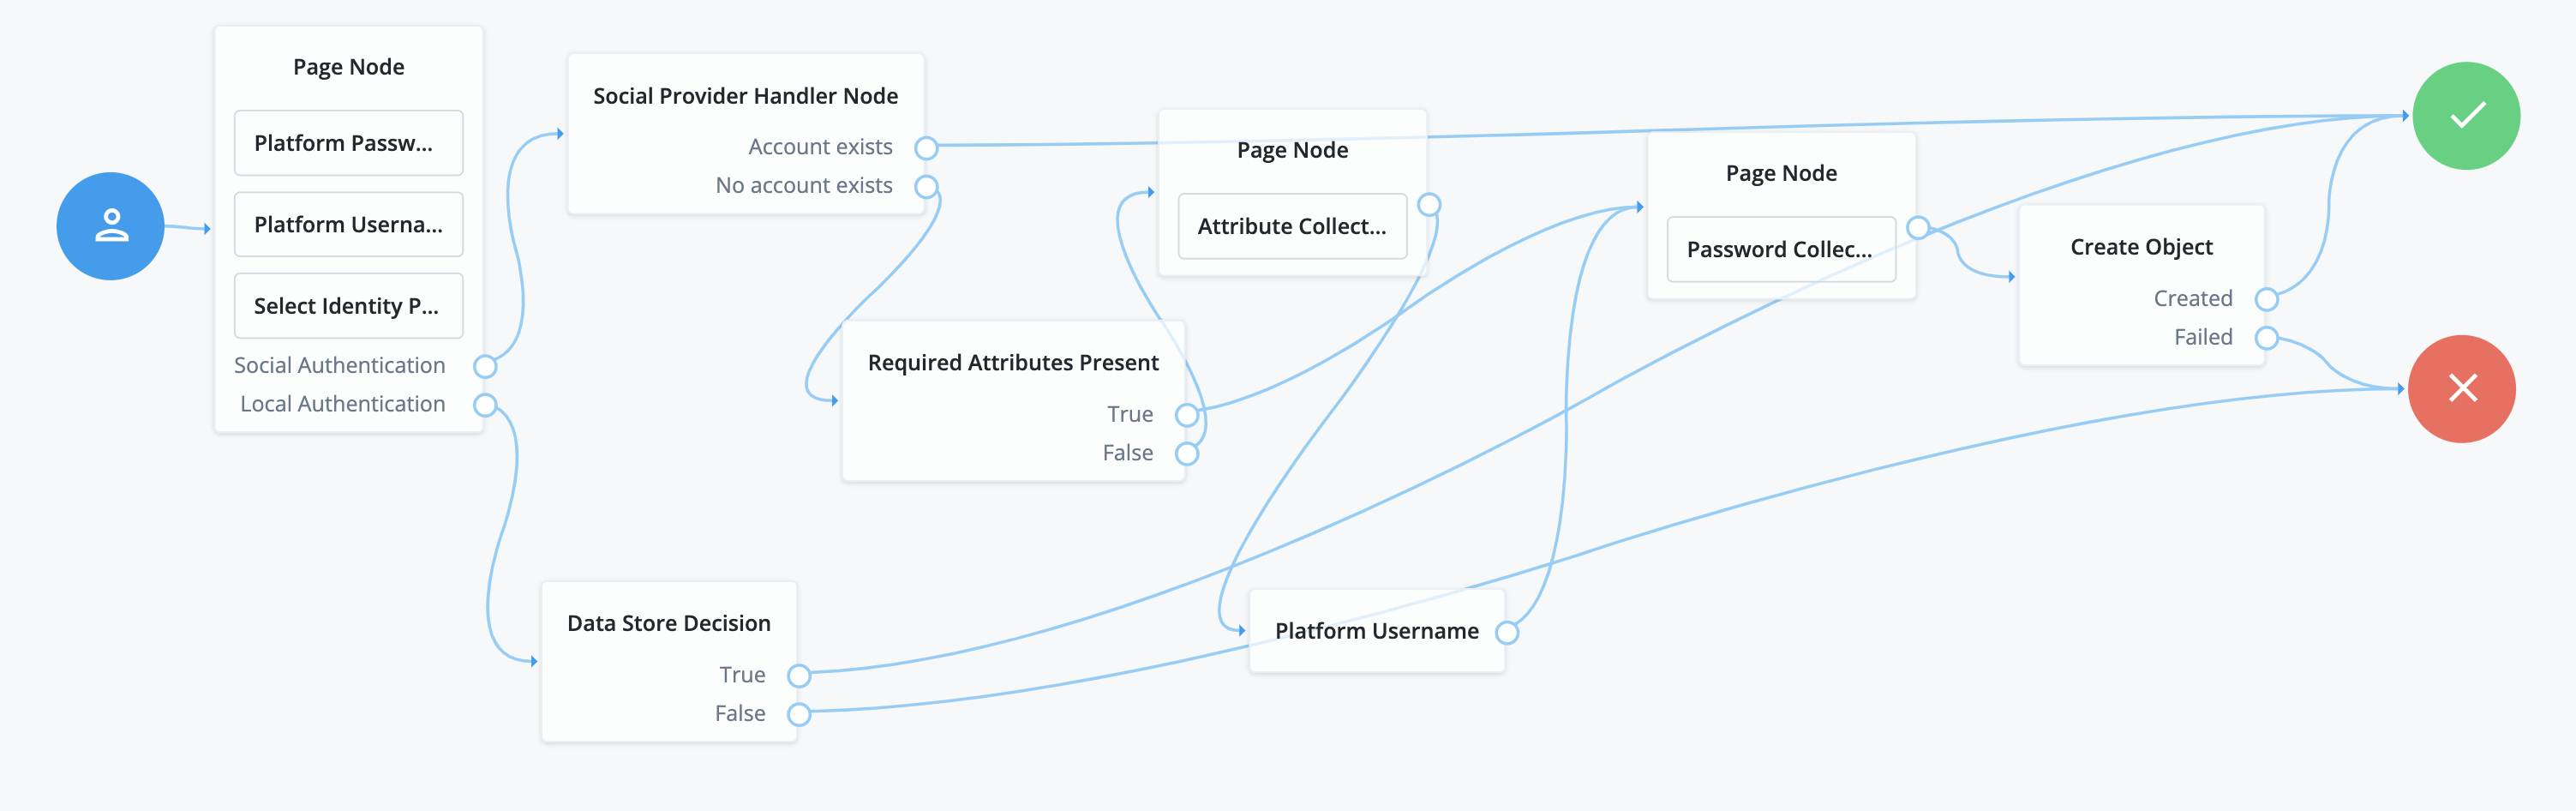 Page Node
Platform Passw...
Platform Userna...
Select Identity P...
Social Authentication
Local Authentication
Social Provider Handler Node
Account exists
No account exists
Required Attributes Present
True
False
Data Store Decision
True
False
Page Node
Attribute Collect...
Platform Username
Page Node
Password Collec...
Create Object
Created
Failed